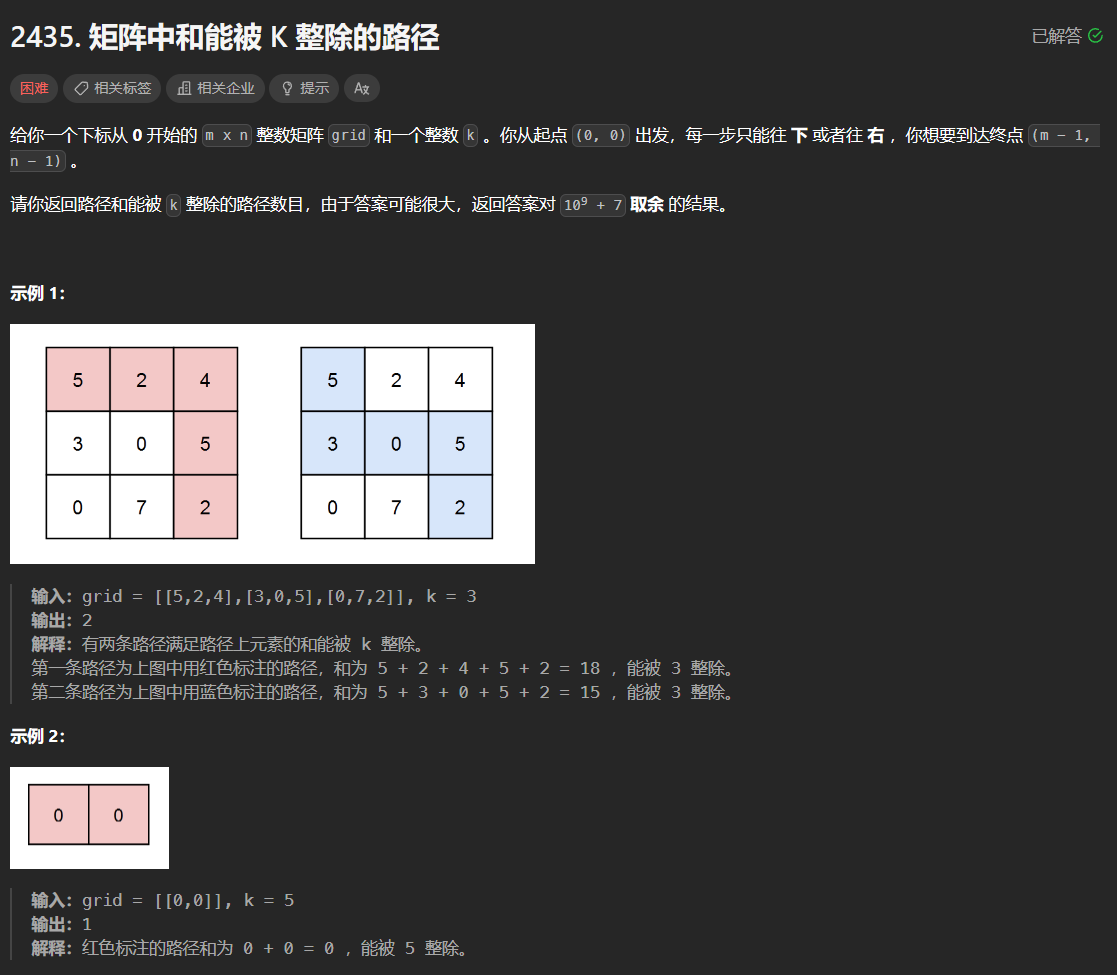 2435. 矩阵中和能被 K 整除的路径
已解答
困难 相关标签 相关企业 提示 Ax
给你一个下标从 0 开始的 m x n 整数矩阵 grid 和一个整数 k 。你从起点 (0, 0) 出发，每一步只能往 下 或者往 右 ，你想要到达终点 (m - 1,
n - 1) 。
请你返回路径和能被 k 整除的路径数目，由于答案可能很大，返回答案对 10⁹ + 7 取余 的结果。
示例 1：
5 2 4 5 2 4
3 0 5 3 0 5
0 7 2 0 7 2
输入：grid = [[5,2,4],[3,0,5],[0,7,2]], k = 3
输出：2
解释：有两条路径满足路径上元素的和能被 k 整除。
第一条路径为上图中用红色标注的路径，和为 5 + 2 + 4 + 5 + 2 = 18 ，能被 3 整除。
第二条路径为上图中用蓝色标注的路径，和为 5 + 3 + 0 + 5 + 2 = 15 ，能被 3 整除。
示例 2：
0 0
输入：grid = [[0,0]], k = 5
输出：1
解释：红色标注的路径和为 0 + 0 = 0 ，能被 5 整除。